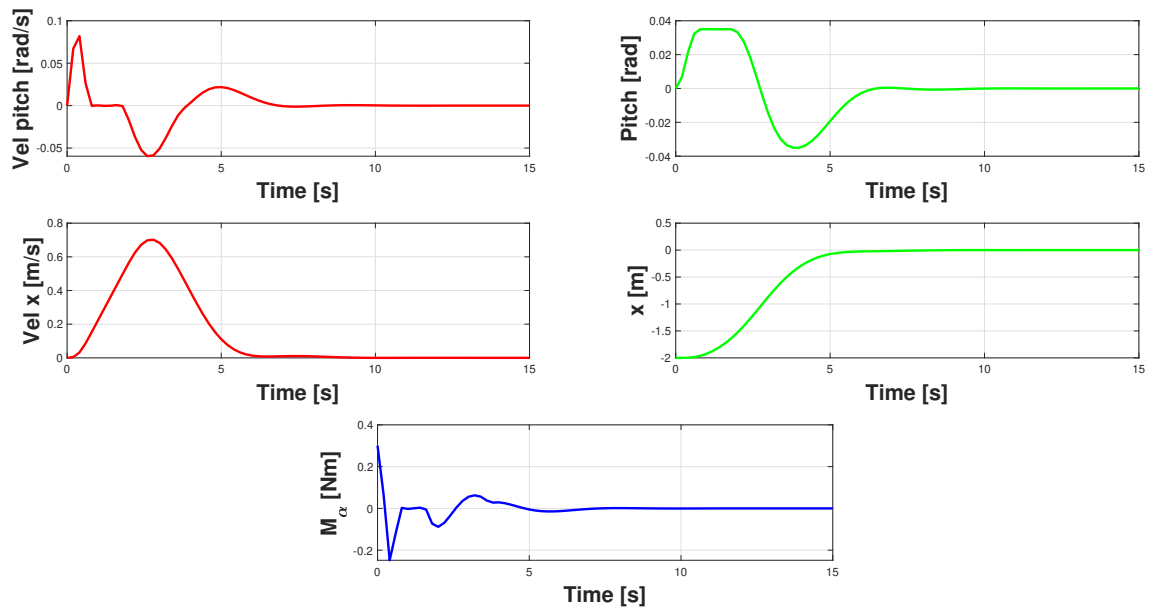 Vel pitch [rad/s]
0.1
0.05
0
-0.05
0 5 10 15
Time [s]
Pitch [rad]
0.04
0.02
0
-0.02
-0.04
0 5 10 15
Time [s]
Vel x [m/s]
0.8
0.6
0.4
0.2
0
0 5 10 15
Time [s]
x [m]
0.5
0
-0.5
-1
-1.5
-2
0 5 10 15
Time [s]
Mα [Nm]
0.4
0.2
0
-0.2
0 5 10 15
Time [s]